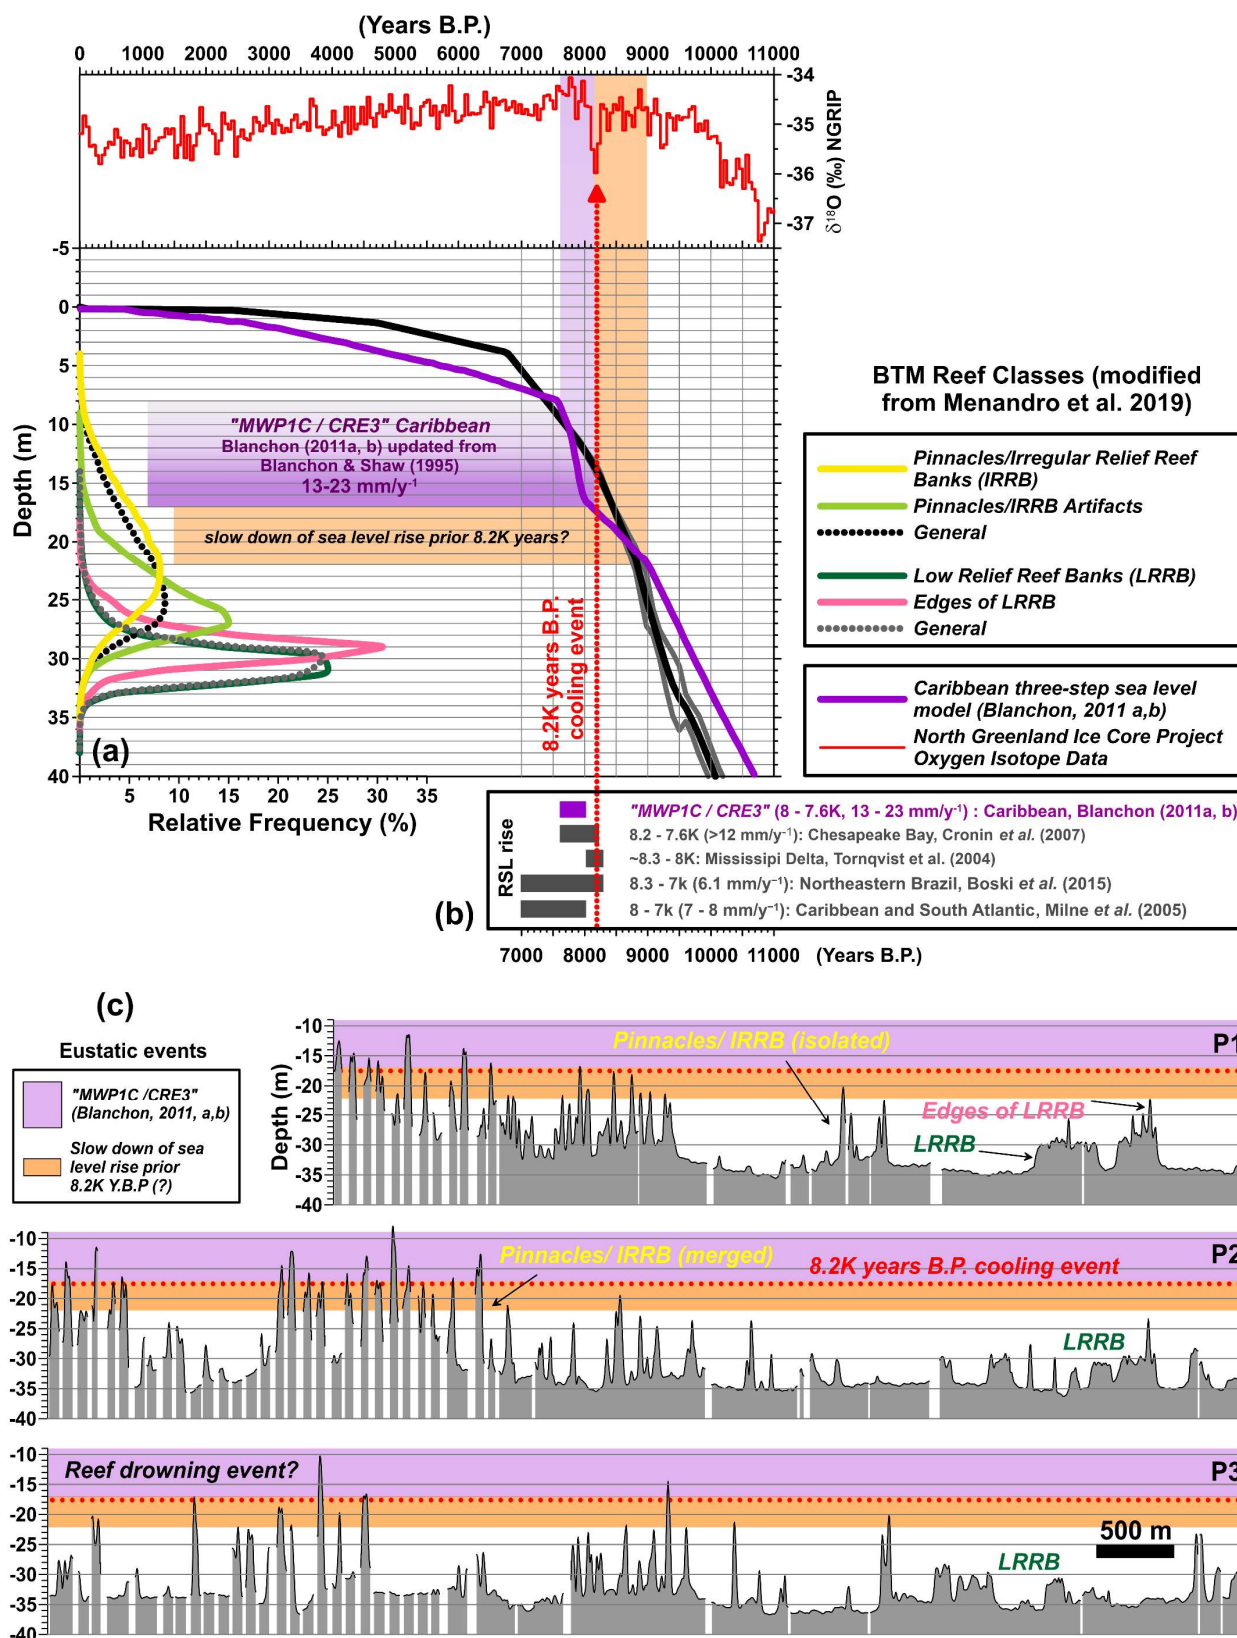 (Years B.P.)
0 1000 2000 3000 4000 5000 6000 7000 8000 9000 10000 11000
-34
-35
-36
-37
δ18O (‰) NGRIP
-5
0
5
10
15
20
25
30
35
40
Depth (m)
"MWP1C / CRE3" Caribbean
Blanchon (2011a, b) updated from
Blanchon & Shaw (1995)
13-23 mm/y-1
slow down of sea level rise prior 8.2K years?
8.2K years B.P.
cooling event
(a)
5 10 15 20 25 30 35
Relative Frequency (%)
BTM Reef Classes (modified
from Menandro et al. 2019)
Pinnacles/Irregular Relief Reef
Banks (IRRB)
Pinnacles/IRRB Artifacts
General
Low Relief Reef Banks (LRRB)
Edges of LRRB
General
Caribbean three-step sea level
model (Blanchon, 2011 a,b)
North Greenland Ice Core Project
Oxygen Isotope Data
RSL rise
"MWP1C / CRE3" (8 - 7.6K, 13 - 23 mm/y-1) : Caribbean, Blanchon (2011a, b)
8.2 - 7.6K (>12 mm/y-1): Chesapeake Bay, Cronin et al. (2007)
~8.3 - 8K: Mississipi Delta, Tornqvist et al. (2004)
8.3 - 7k (6.1 mm/y-1): Northeastern Brazil, Boski et al. (2015)
8 - 7k (7 - 8 mm/y-1): Caribbean and South Atlantic, Milne et al. (2005)
(b)
7000 8000 9000 10000 11000 (Years B.P.)
(c)
Eustatic events
"MWP1C /CRE3"
(Blanchon, 2011, a,b)
Slow down of sea
level rise prior
8.2K Y.B.P (?)
Depth (m)
-10
-15
-20
-25
-30
-35
-40
Pinnacles/ IRRB (isolated)
P1
Edges of LRRB
LRRB
-10
-15
-20
-25
-30
-35
-40
Pinnacles/ IRRB (merged)
8.2K years B.P. cooling event
P2
LRRB
-10
-15
-20
-25
-30
-35
-40
Reef drowning event?
P3
500 m
LRRB